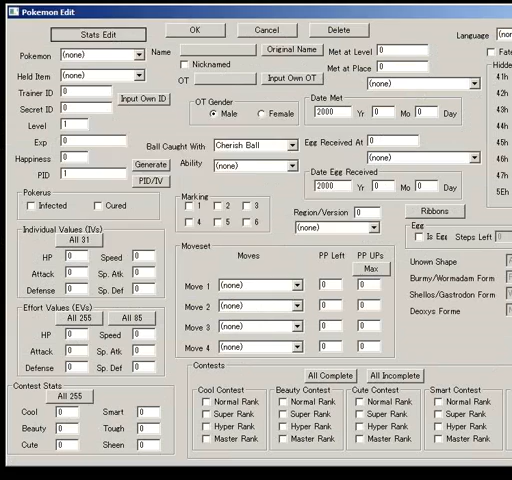 Pokemon Edit
Stats Edit
OK
Cancel
Delete
Language
Pokemon
(none)
Name
Original Name
Met at Level
0
Nicknamed
Met at Place
0
Held Item
(none)
OT
Input Own OT
(none)
Hidde
Trainer ID
0
Input Own ID
Secret ID
0
OT Gender
Male
Female
Date Met
2000 Yr 0 Mo 0 Day
Level
1
Exp
0
Ball Caught With
Cherish Ball
Egg Received At
0
Happiness
0
Generate
Ability
(none)
(none)
PID
1
PID/IV
Date Egg Received
2000 Yr 0 Mo 0 Day
41h
42h
43h
44h
45h
46h
47h
5Eh
Pokerus
Infected
Cured
Marking
1 2 3
4 5 6
Region/Version
0
(none)
Ribbons
Egg
Is Egg
Steps Left
0
Individual Values (IVs)
All 31
HP 0 Speed 0
Attack 0 Sp. Atk 0
Defense 0 Sp. Def 0
Moveset
Moves PP Left PP UPs
Max
Move 1 (none) 0 0
Move 2 (none) 0 0
Move 3 (none) 0 0
Move 4 (none) 0 0
Unown Shape
Burmy/Wormadam Form
Shellos/Gastrodon Form
Deoxys Forme
Effort Values (EVs)
All 255
All 85
HP 0 Speed 0
Attack 0 Sp. Atk 0
Defense 0 Sp. Def 0
Contest Stats
All 255
Cool 0 Smart 0
Beauty 0 Tough 0
Cute 0 Sheen 0
Contests
All Complete
All Incomplete
Cool Contest
Normal Rank
Super Rank
Hyper Rank
Master Rank
Beauty Contest
Normal Rank
Super Rank
Hyper Rank
Master Rank
Cute Contest
Normal Rank
Super Rank
Hyper Rank
Master Rank
Smart Contest
Normal Rank
Super Rank
Hyper Rank
Master Rank